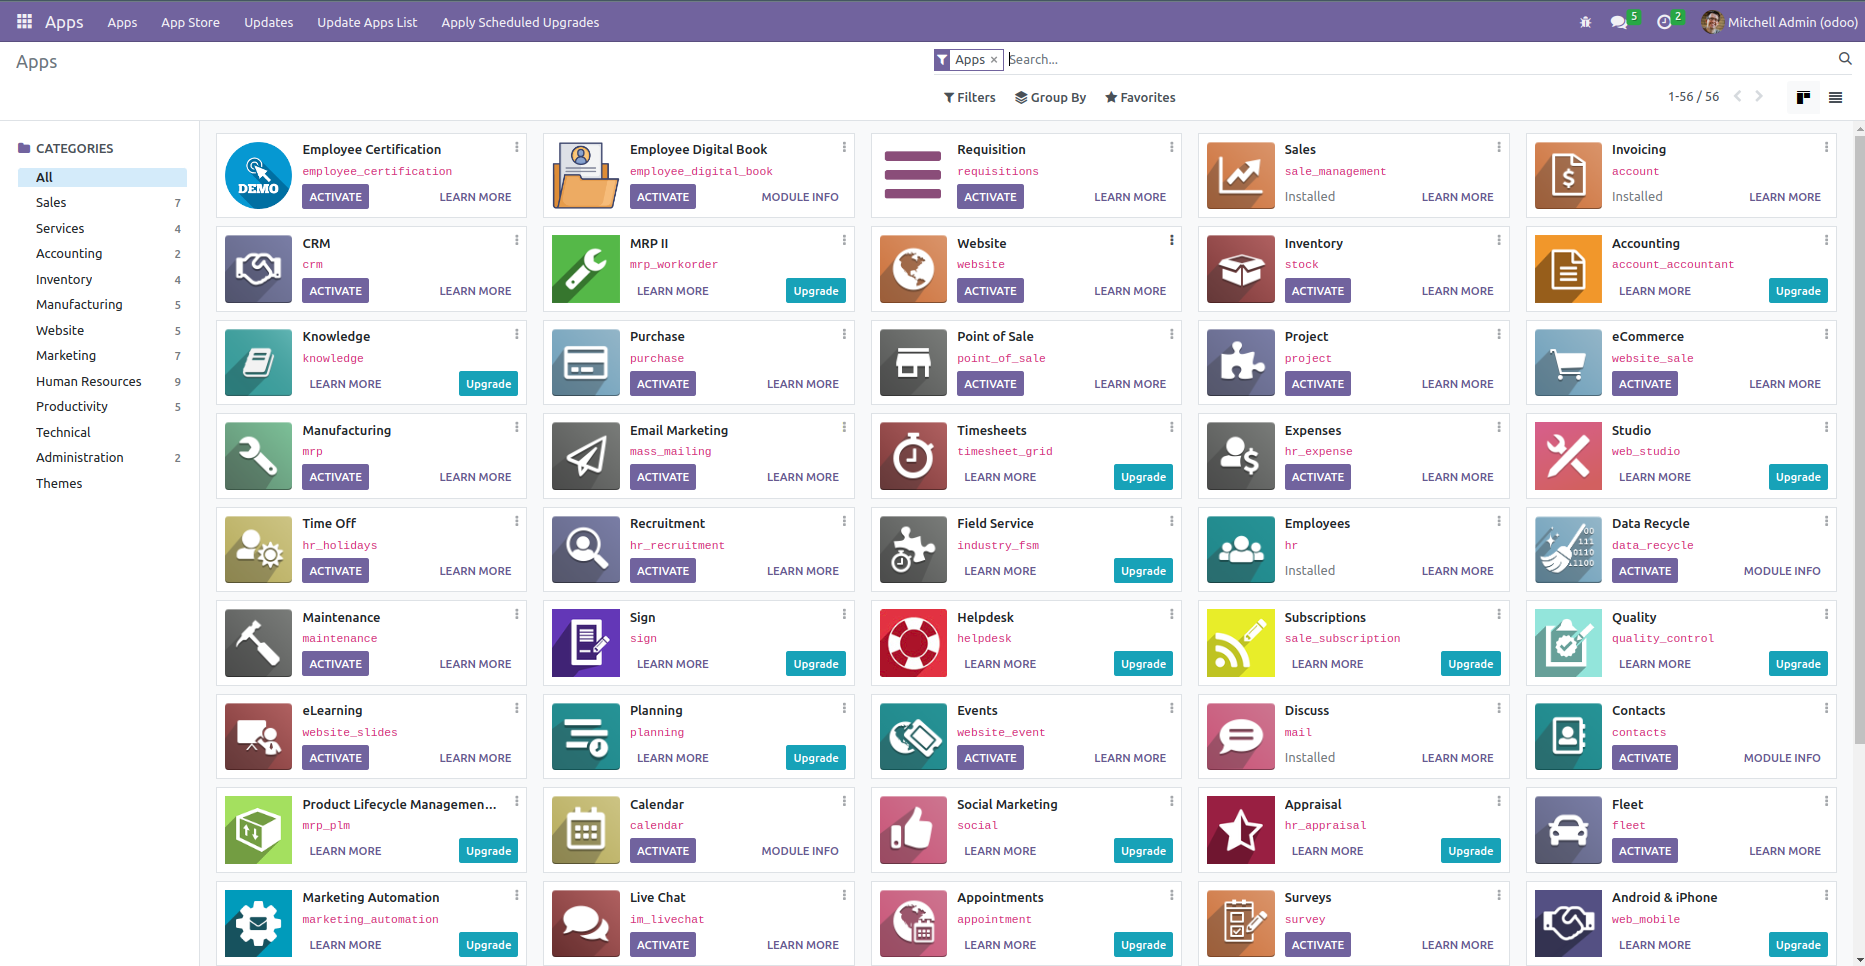 Apps Apps App Store Updates Update Apps List Apply Scheduled Upgrades 5 2 Mitchell Admin (odoo)
Apps
Apps × Search...
Filters Group By Favorites 1-56 / 56
CATEGORIES
All
Sales 7
Services 4
Accounting 2
Inventory 4
Manufacturing 5
Website 5
Marketing 7
Human Resources 9
Productivity 5
Technical
Administration 2
Themes
DEMO
Employee Certification
employee_certification
ACTIVATE LEARN MORE
Employee Digital Book
employee_digital_book
ACTIVATE MODULE INFO
Requisition
requisitions
ACTIVATE LEARN MORE
Sales
sale_management
Installed LEARN MORE
Invoicing
account
Installed LEARN MORE
CRM
crm
ACTIVATE LEARN MORE
MRP II
mrp_workorder
LEARN MORE Upgrade
Website
website
ACTIVATE LEARN MORE
Inventory
stock
ACTIVATE LEARN MORE
Accounting
account_accountant
LEARN MORE Upgrade
Knowledge
knowledge
LEARN MORE Upgrade
Purchase
purchase
ACTIVATE LEARN MORE
Point of Sale
point_of_sale
ACTIVATE LEARN MORE
Project
project
ACTIVATE LEARN MORE
eCommerce
website_sale
ACTIVATE LEARN MORE
Manufacturing
mrp
ACTIVATE LEARN MORE
Email Marketing
mass_mailing
ACTIVATE LEARN MORE
Timesheets
timesheet_grid
LEARN MORE Upgrade
Expenses
hr_expense
ACTIVATE LEARN MORE
Studio
web_studio
LEARN MORE Upgrade
Time Off
hr_holidays
ACTIVATE LEARN MORE
Recruitment
hr_recruitment
ACTIVATE LEARN MORE
Field Service
industry_fsm
LEARN MORE Upgrade
Employees
hr
Installed LEARN MORE
00
111
0110
11100
Data Recycle
data_recycle
ACTIVATE MODULE INFO
Maintenance
maintenance
ACTIVATE LEARN MORE
Sign
sign
LEARN MORE Upgrade
Helpdesk
helpdesk
LEARN MORE Upgrade
Subscriptions
sale_subscription
LEARN MORE Upgrade
Quality
quality_control
LEARN MORE Upgrade
eLearning
website_slides
ACTIVATE LEARN MORE
Planning
planning
LEARN MORE Upgrade
Events
website_event
ACTIVATE LEARN MORE
Discuss
mail
Installed LEARN MORE
Contacts
contacts
ACTIVATE MODULE INFO
Product Lifecycle Managemen...
mrp_plm
LEARN MORE Upgrade
Calendar
calendar
ACTIVATE MODULE INFO
Social Marketing
social
LEARN MORE Upgrade
Appraisal
hr_appraisal
LEARN MORE Upgrade
Fleet
fleet
ACTIVATE LEARN MORE
Marketing Automation
marketing_automation
LEARN MORE Upgrade
Live Chat
im_livechat
ACTIVATE LEARN MORE
Appointments
appointment
LEARN MORE Upgrade
Surveys
survey
ACTIVATE LEARN MORE
Android & iPhone
web_mobile
LEARN MORE Upgrade